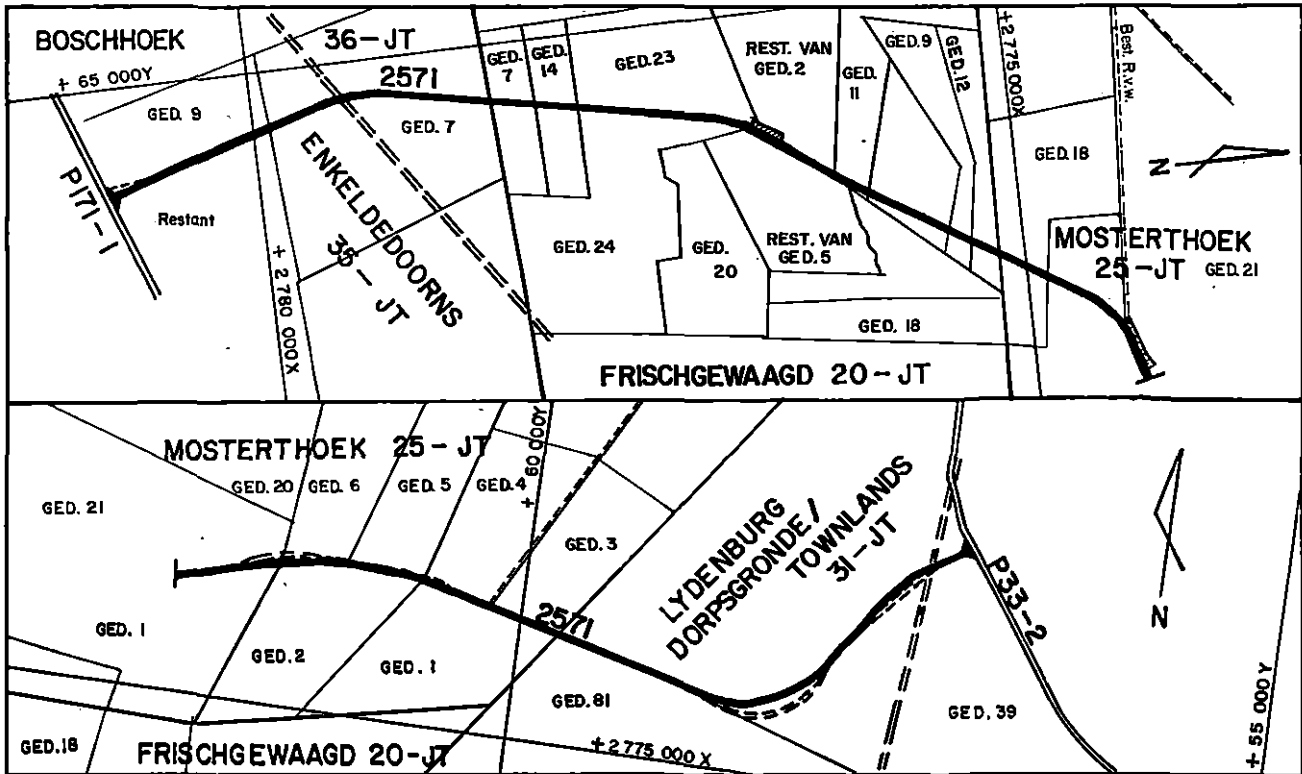 BOSCHHOEK
36-JT
+ 65 000Y
2571
GED. 9
P171-1
Restant
+ 2 780 000X
GED. 7
ENKELDEDOORNS
35-JT
GED.
7
GED.
14
GED. 23
REST. VAN
GED. 2
GED.
11
GED. 9
GED. 12
+2 775 000X
Best. R.v.w.
GED. 18
N
MOSTERTHOEK
25-JT GED. 21
GED. 24
GED.
20
REST. VAN
GED. 5
GED. 18
FRISCHGEWAAGD 20-JT
MOSTERTHOEK 25-JT
GED. 21
GED. 20
GED. 6
GED. 5
GED. 4
+ 60 000Y
GED. 3
LYDENBURG
DORPSGRONDE/
TOWNLANDS
31-JT
P33-2
N
GED. 1
GED. 2
GED. 1
2571
GED. 81
GED. 39
+ 55 000 Y
GED. 18
FRISCHGEWAAGD 20-JT
+2 775 000 X